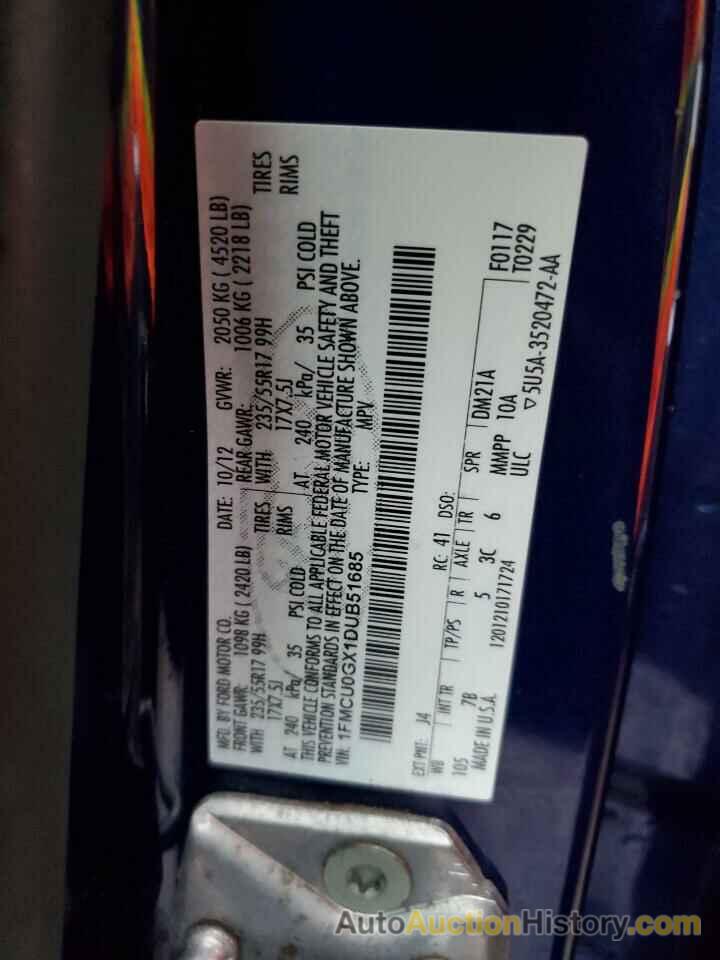 MFG. BY FORD MOTOR CO. DATE: 10/12 GVWR: 2050 KG ( 4520 LB)
FRONT GAWR: 1098 KG ( 2420 LB) REAR GAWR: 1006 KG ( 2218 LB)
WITH 235/55R17 99H TIRES WITH 235/55R17 99H TIRES
17X7.5J RIMS 17X7.5J RIMS
AT 240 kPa/ 35 PSI COLD AT 240 kPa/ 35 PSI COLD
THIS VEHICLE CONFORMS TO ALL APPLICABLE FEDERAL MOTOR VEHICLE SAFETY AND THEFT
PREVENTION STANDARDS IN EFFECT ON THE DATE OF MANUFACTURE SHOWN ABOVE.
VIN: 1FMCU0GX1DUB51685 TYPE: MPV
EXT PNT: J4 RC: 41 DSO: F0117
WB INT TR TP/PS R AXLE TR SPR DM21A T0229
105 7B 5 3C 6 MMPP 10A
MADE IN U.S.A. 1201210171724 ULC ▽5U5A-3520472-AA
AutoAuctionHistory.com